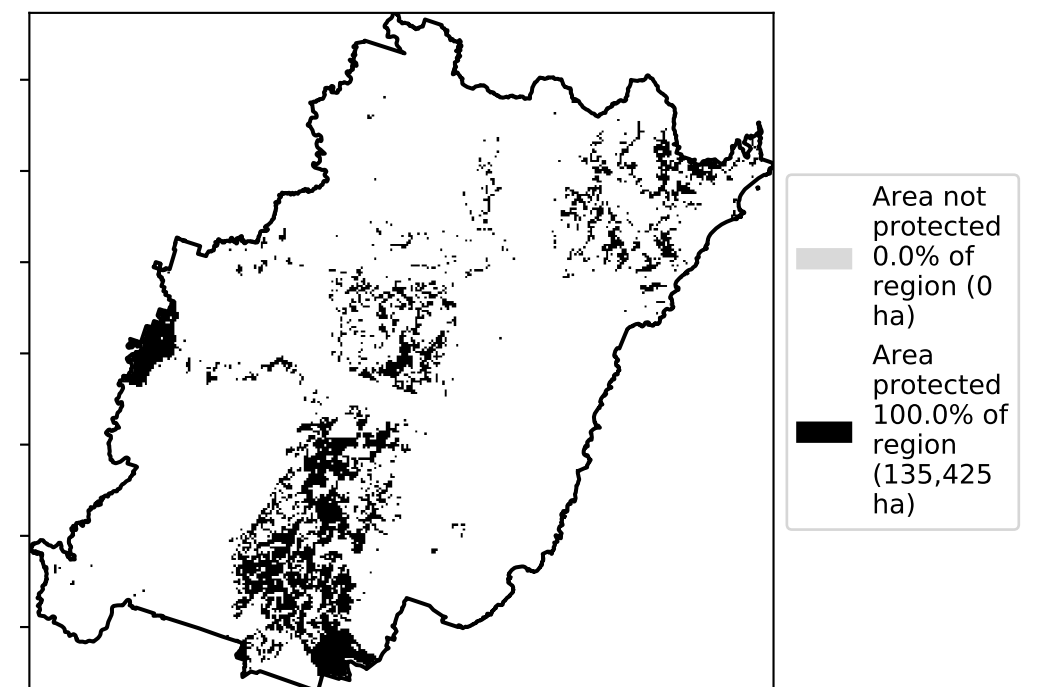 Area not
protected
0.0% of
region (0
ha)
Area
protected
100.0% of
region
(135,425
ha)